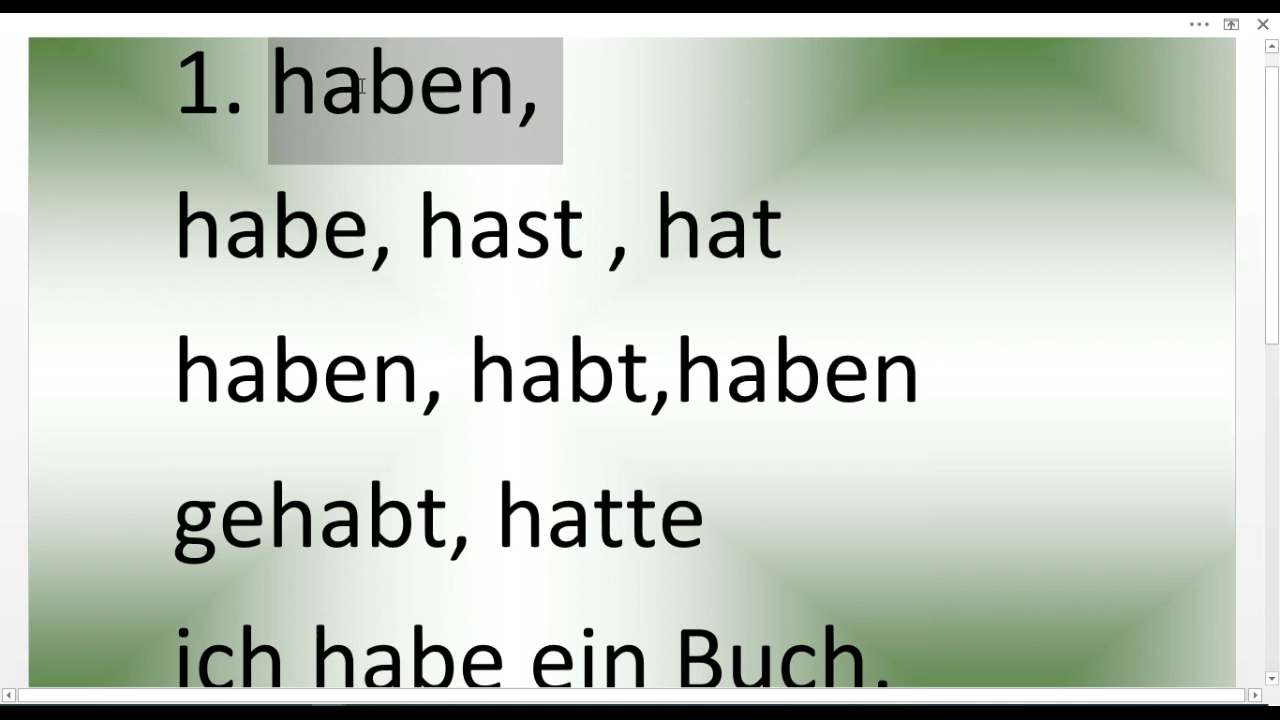 1. haben,
habe, hast , hat
haben, habt,haben
gehabt, hatte
ich habe ein Buch.